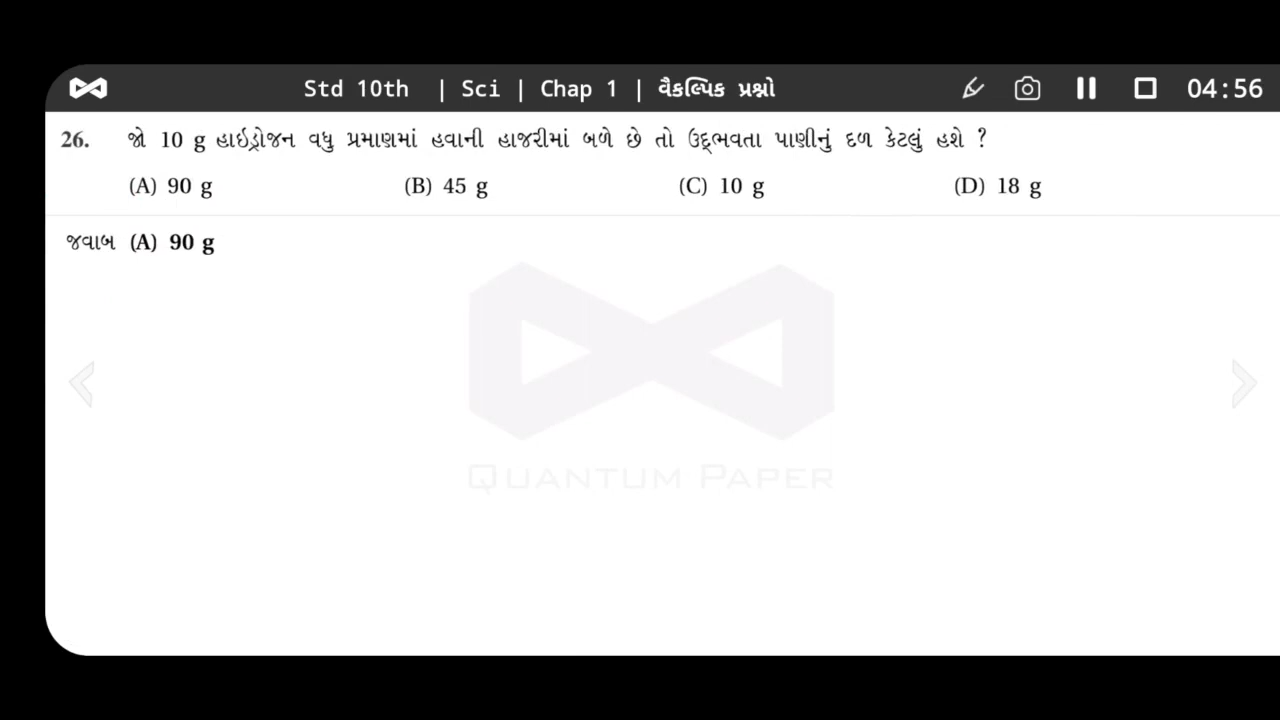 Std 10th | Sci | Chap 1 | વૈકલ્પિક પ્રશ્નો 04:56
26. જો 10 g હાઇડ્રોજન વધુ પ્રમાણમાં હવાની હાજરીમાં બળે છે તો ઉદ્ભવતા પાણીનું દળ કેટલું હશે ?
(A) 90 g (B) 45 g (C) 10 g (D) 18 g
જવાબ (A) 90 g
QUANTUM PAPER